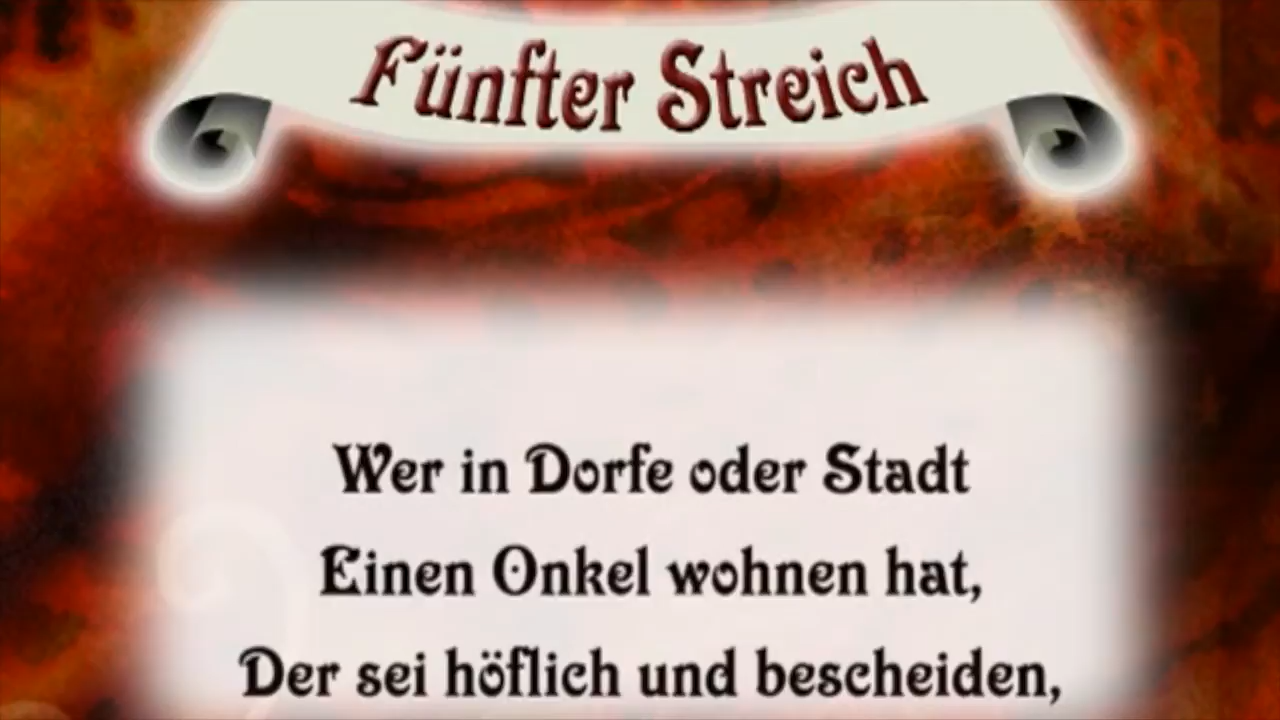 Fünfter Streich
Wer in Dorfe oder Stadt
Einen Onkel wohnen hat,
Der sei höflich und bescheiden,